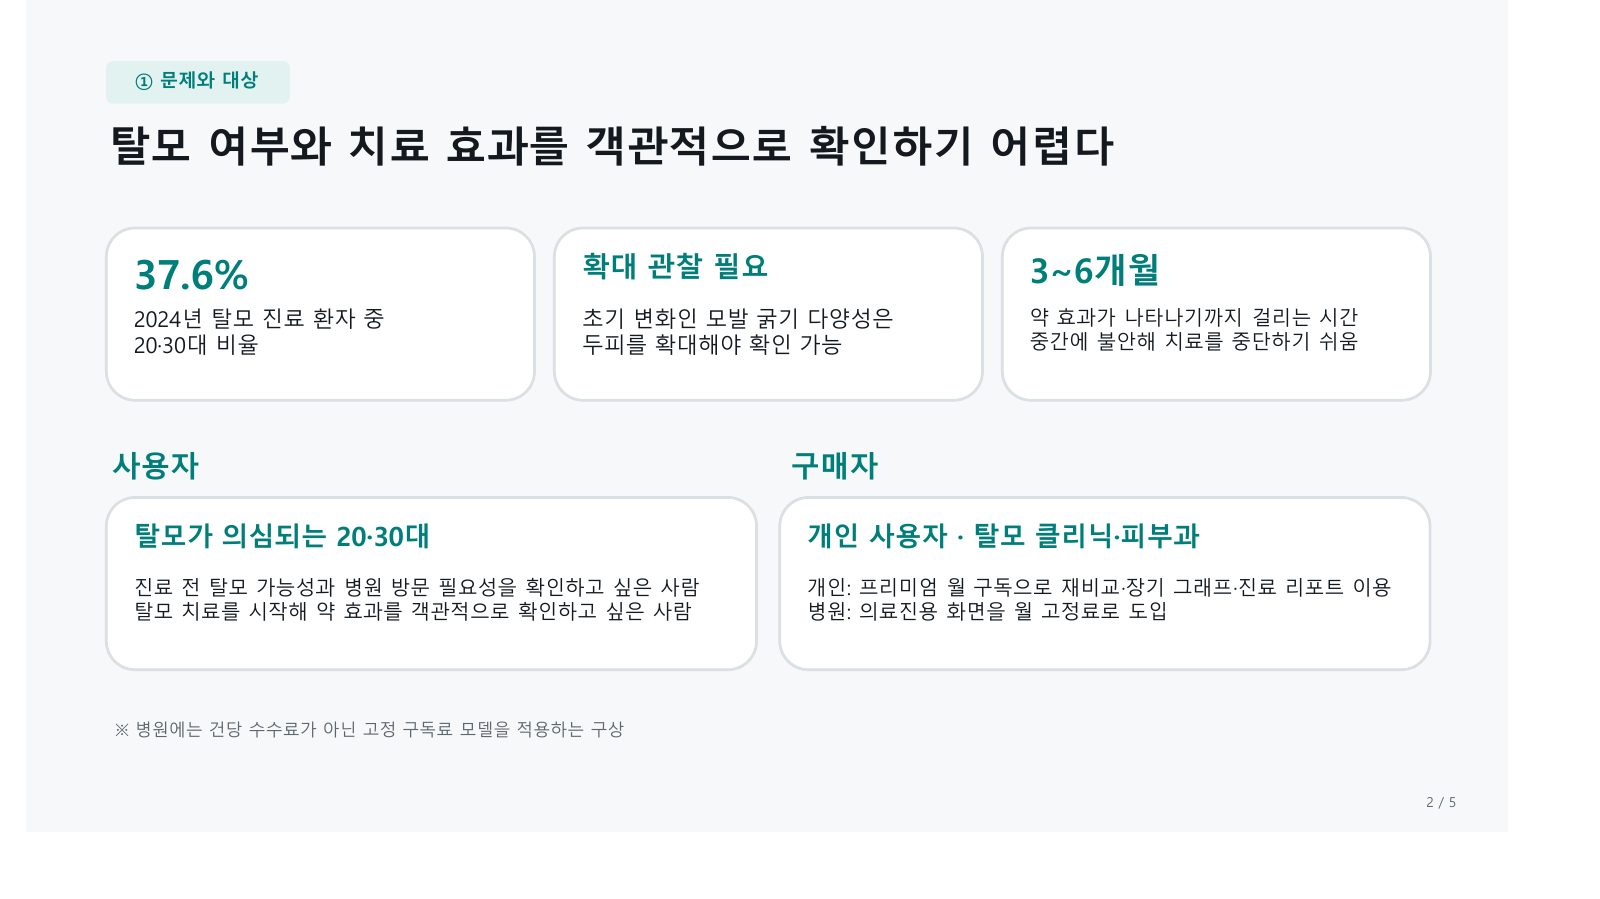 ① 문제와 대상
탈모 여부와 치료 효과를 객관적으로 확인하기 어렵다
37.6%
2024년 탈모 진료 환자 중
20·30대 비율
확대 관찰 필요
초기 변화인 모발 굵기 다양성은
두피를 확대해야 확인 가능
3~6개월
약 효과가 나타나기까지 걸리는 시간
중간에 불안해 치료를 중단하기 쉬움
사용자
탈모가 의심되는 20·30대
진료 전 탈모 가능성과 병원 방문 필요성을 확인하고 싶은 사람
탈모 치료를 시작해 약 효과를 객관적으로 확인하고 싶은 사람
구매자
개인 사용자 · 탈모 클리닉·피부과
개인: 프리미엄 월 구독으로 재비교·장기 그래프·진료 리포트 이용
병원: 의료진용 화면을 월 고정료로 도입
※ 병원에는 건당 수수료가 아닌 고정 구독료 모델을 적용하는 구상
2 / 5